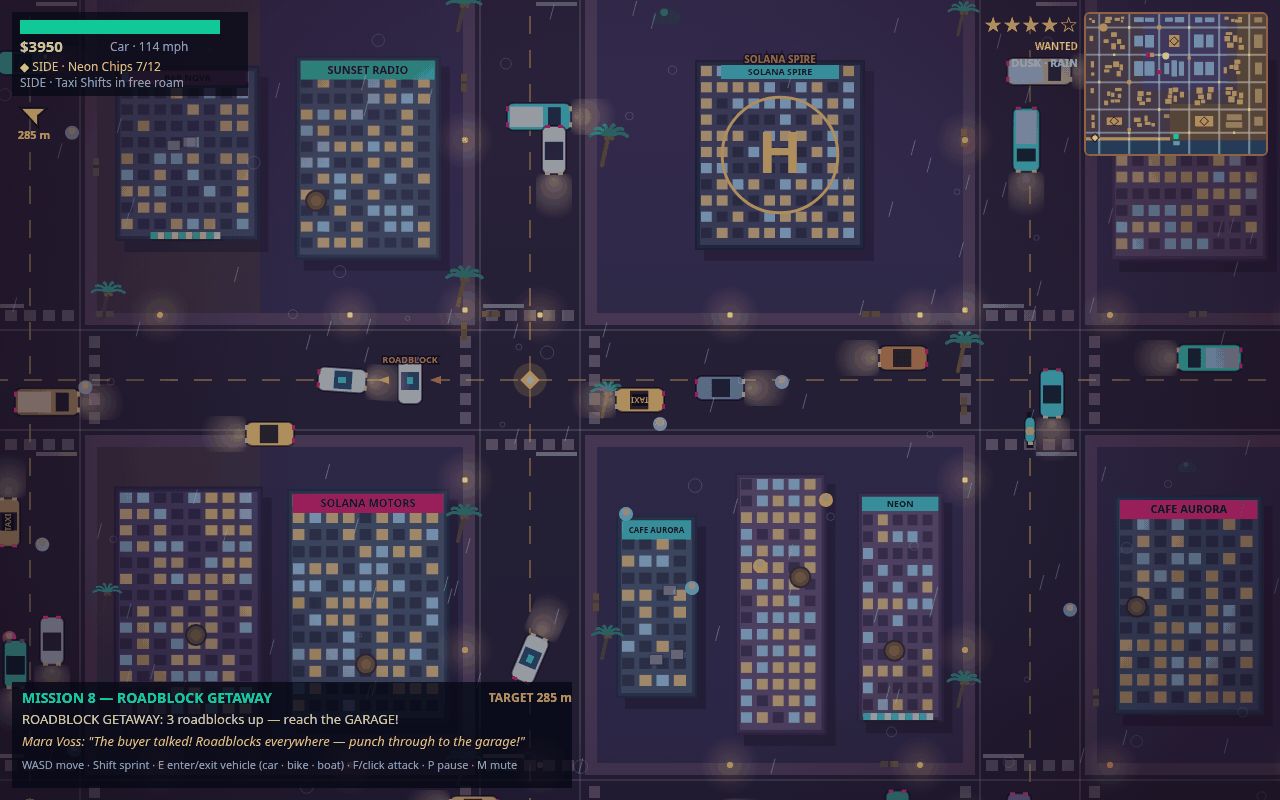 $3950
Car · 114 mph
◆ SIDE · Neon Chips 7/12
SIDE · Taxi Shifts in free roam
285 m
SUNSET RADIO
SOLANA SPIRE
SOLANA SPIRE
H
★★★★☆
WANTED
DUSK · RAIN
ROADBLOCK
TAXI
TAXI
SOLANA MOTORS
CAFE AURORA
NEON
CAFE AURORA
MISSION 8 — ROADBLOCK GETAWAY
TARGET 285 m
ROADBLOCK GETAWAY: 3 roadblocks up — reach the GARAGE!
Mara Voss: "The buyer talked! Roadblocks everywhere — punch through to the garage!"
WASD move · Shift sprint · E enter/exit vehicle (car · bike · boat) · F/click attack · P pause · M mute